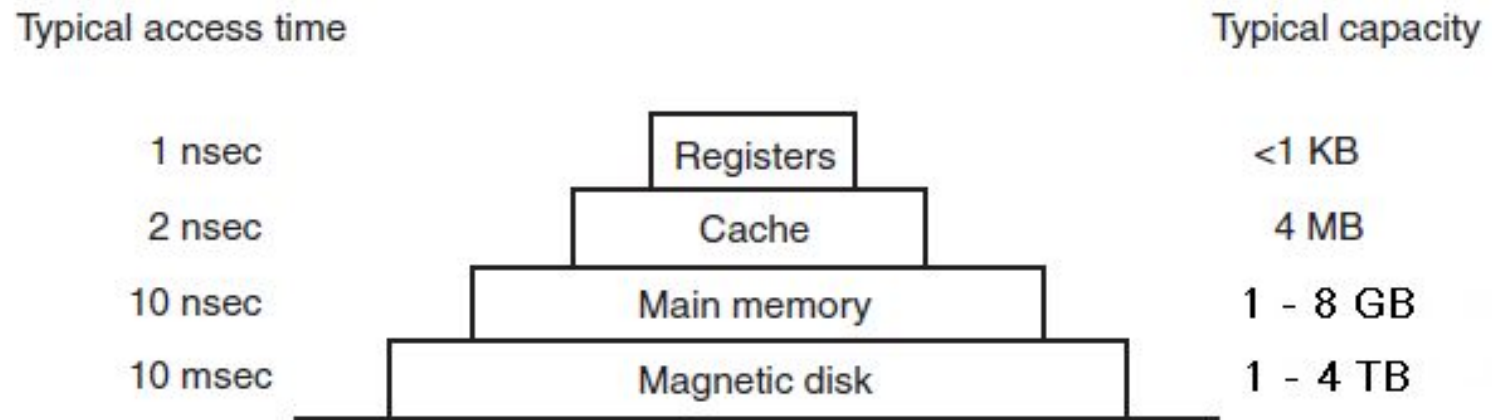 Typical access time Typical capacity
1 nsec Registers <1 KB
2 nsec Cache 4 MB
10 nsec Main memory 1 - 8 GB
10 msec Magnetic disk 1 - 4 TB